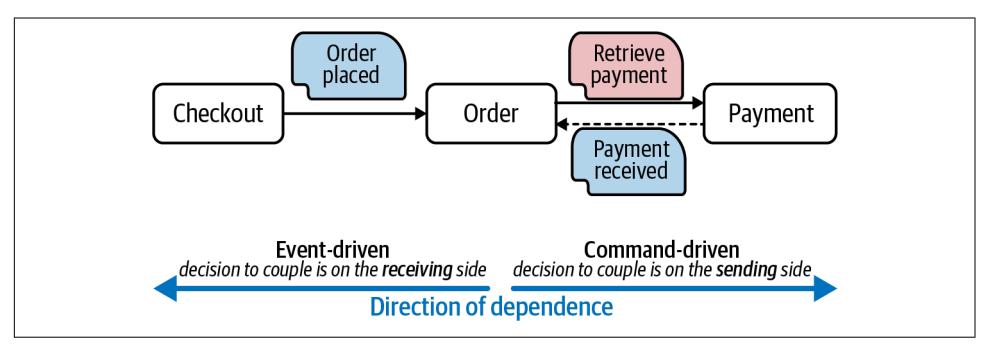 Order
placed
Retrieve
payment
Checkout
Order
Payment
Payment
received
Event-driven
decision to couple is on the receiving side
Command-driven
decision to couple is on the sending side
Direction of dependence